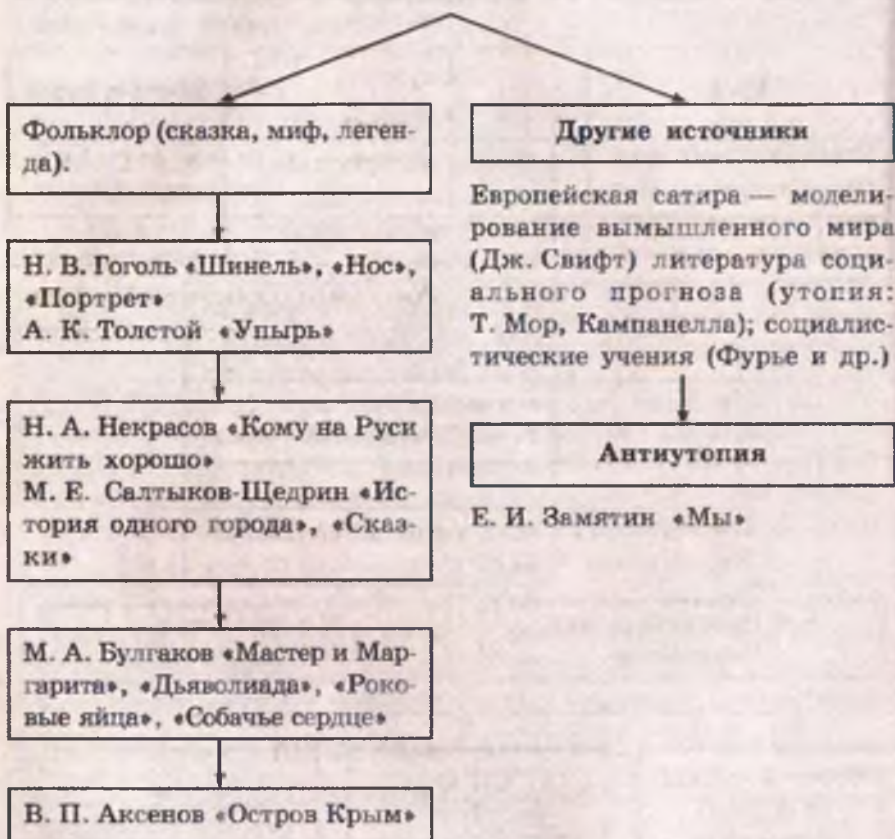 Фольклор (сказка, миф, леген-
да).
Н. В. Гоголь «Шинель», «Нос»,
«Портрет»
А. К. Толстой «Упырь»
Н. А. Некрасов «Кому на Руси
жить хорошо»
М. Е. Салтыков-Щедрин «Ис-
тория одного города», «Сказ-
ки»
М. А. Булгаков «Мастер и Мар-
гарита», «Дьяволиада», «Роко-
вые яйца», «Собачье сердце»
В. П. Аксенов «Остров Крым»
Другие источники
Европейская сатира — модели-
рование вымышленного мира
(Дж. Свифт) литература соци-
ального прогноза (утопия:
Т. Мор, Кампанелла); социалис-
тические учения (Фурье и др.)
Антиутопия
Е. И. Замятин «Мы»